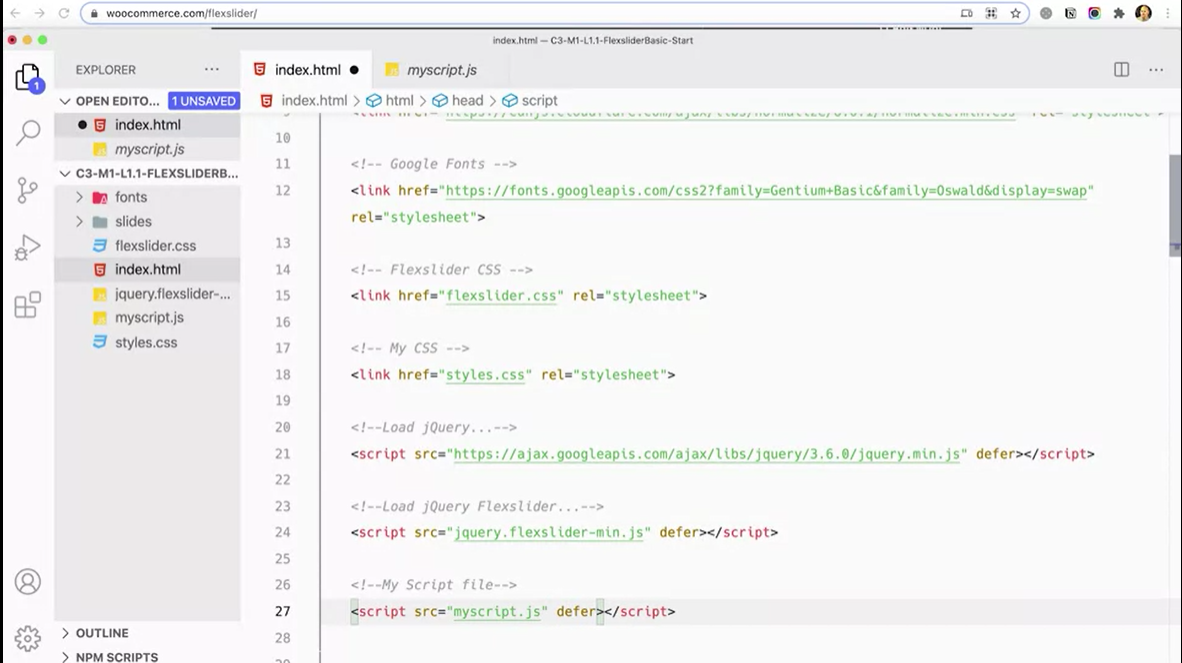 woocommerce.com/flexslider/
index.html — C3-M1-L1.1-FlexsliderBasic-Start
EXPLORER
index.html
myscript.js
1
OPEN EDITO... 1 UNSAVED
index.html > html > head > script
index.html
myscript.js
C3-M1-L1.1-FLEXSLIDERB...
fonts
slides
flexslider.css
index.html
jquery.flexslider-...
myscript.js
styles.css
OUTLINE
NPM SCRIPTS
10
11 <!-- Google Fonts -->
12 <link href="https://fonts.googleapis.com/css2?family=Gentium+Basic&family=Oswald&display=swap"
rel="stylesheet">
13
14 <!-- Flexslider CSS -->
15 <link href="flexslider.css" rel="stylesheet">
16
17 <!-- My CSS -->
18 <link href="styles.css" rel="stylesheet">
19
20 <!--Load jQuery...-->
21 <script src="https://ajax.googleapis.com/ajax/libs/jquery/3.6.0/jquery.min.js" defer></script>
22
23 <!--Load jQuery Flexslider...-->
24 <script src="jquery.flexslider-min.js" defer></script>
25
26 <!--My Script file-->
27 <script src="myscript.js" defer></script>
28